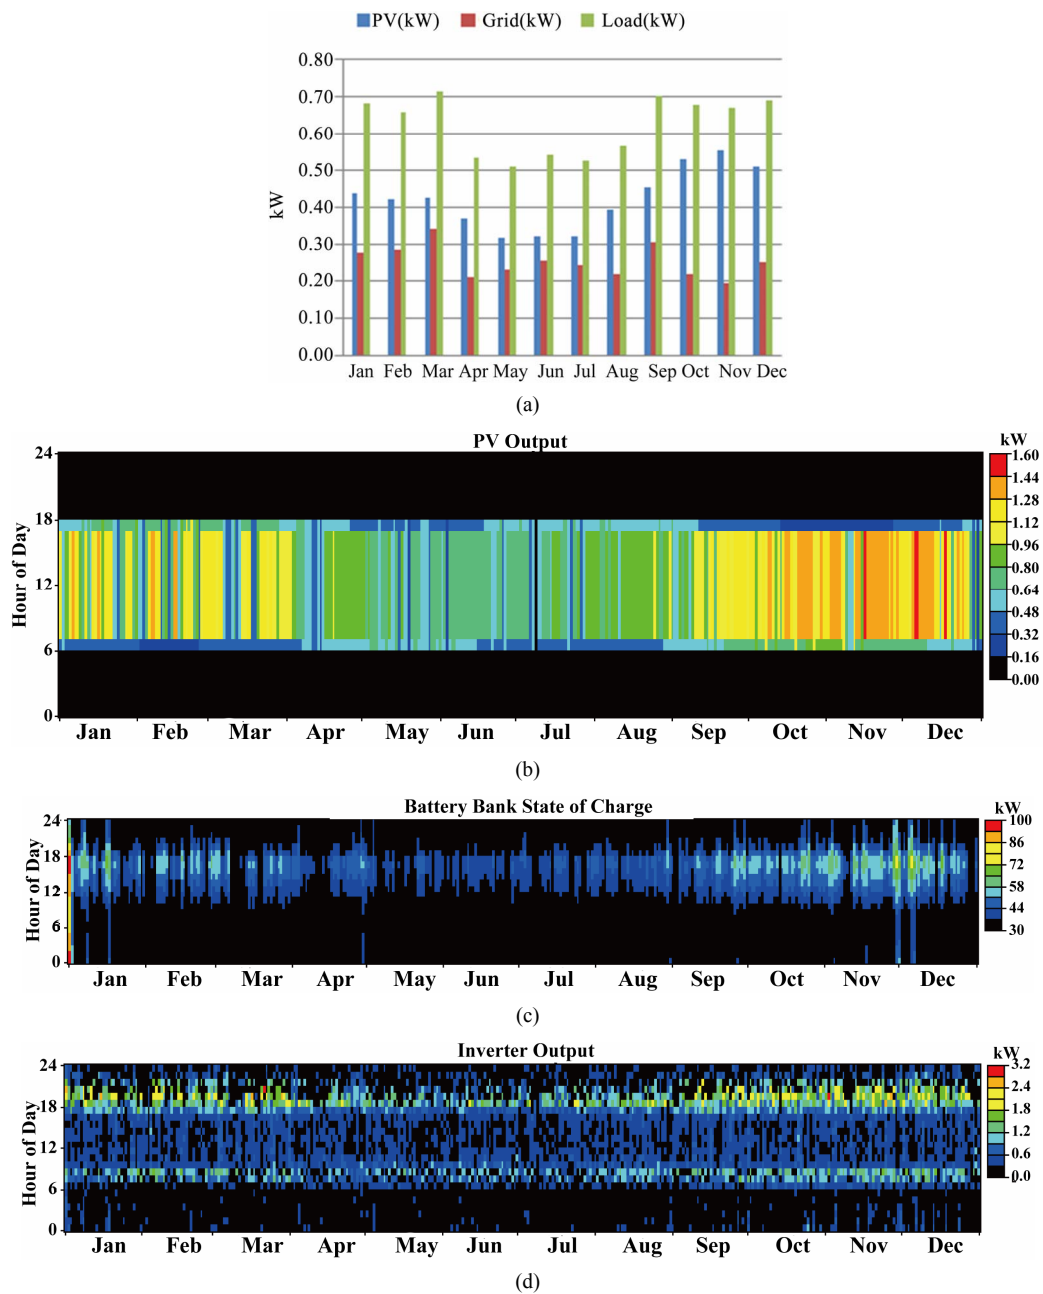 PV(kW) Grid(kW) Load(kW)
0.80
0.70
0.60
0.50
0.40
0.30
0.20
0.10
0.00
kW
Jan Feb Mar Apr May Jun Jul Aug Sep Oct Nov Dec
(a)
PV Output
kW
Hour of Day
24
18
12
6
0
1.60
1.44
1.28
1.12
0.96
0.80
0.64
0.48
0.32
0.16
0.00
Jan Feb Mar Apr May Jun Jul Aug Sep Oct Nov Dec
(b)
Battery Bank State of Charge
kW
Hour of Day
24
18
12
6
0
100
86
72
58
44
30
Jan Feb Mar Apr May Jun Jul Aug Sep Oct Nov Dec
(c)
Inverter Output
kW
Hour of Day
24
18
12
6
0
3.2
2.4
1.8
1.2
0.6
0.0
Jan Feb Mar Apr May Jun Jul Aug Sep Oct Nov Dec
(d)